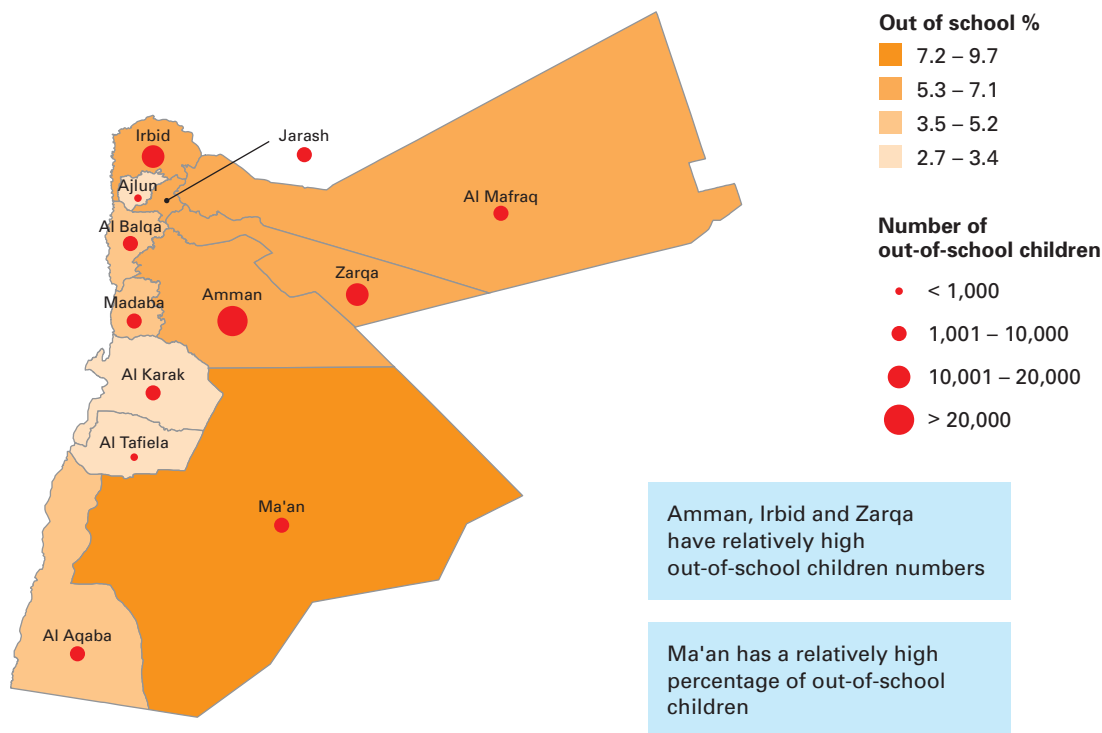 Irbid
Jarash
Ajlun
Al Mafraq
Al Balqa
Zarqa
Amman
Madaba
Al Karak
Al Tafiela
Ma'an
Al Aqaba
Out of school %
7.2 – 9.7
5.3 – 7.1
3.5 – 5.2
2.7 – 3.4
Number of
out-of-school children
< 1,000
1,001 – 10,000
10,001 – 20,000
> 20,000
Amman, Irbid and Zarqa
have relatively high
out-of-school children numbers
Ma'an has a relatively high
percentage of out-of-school
children